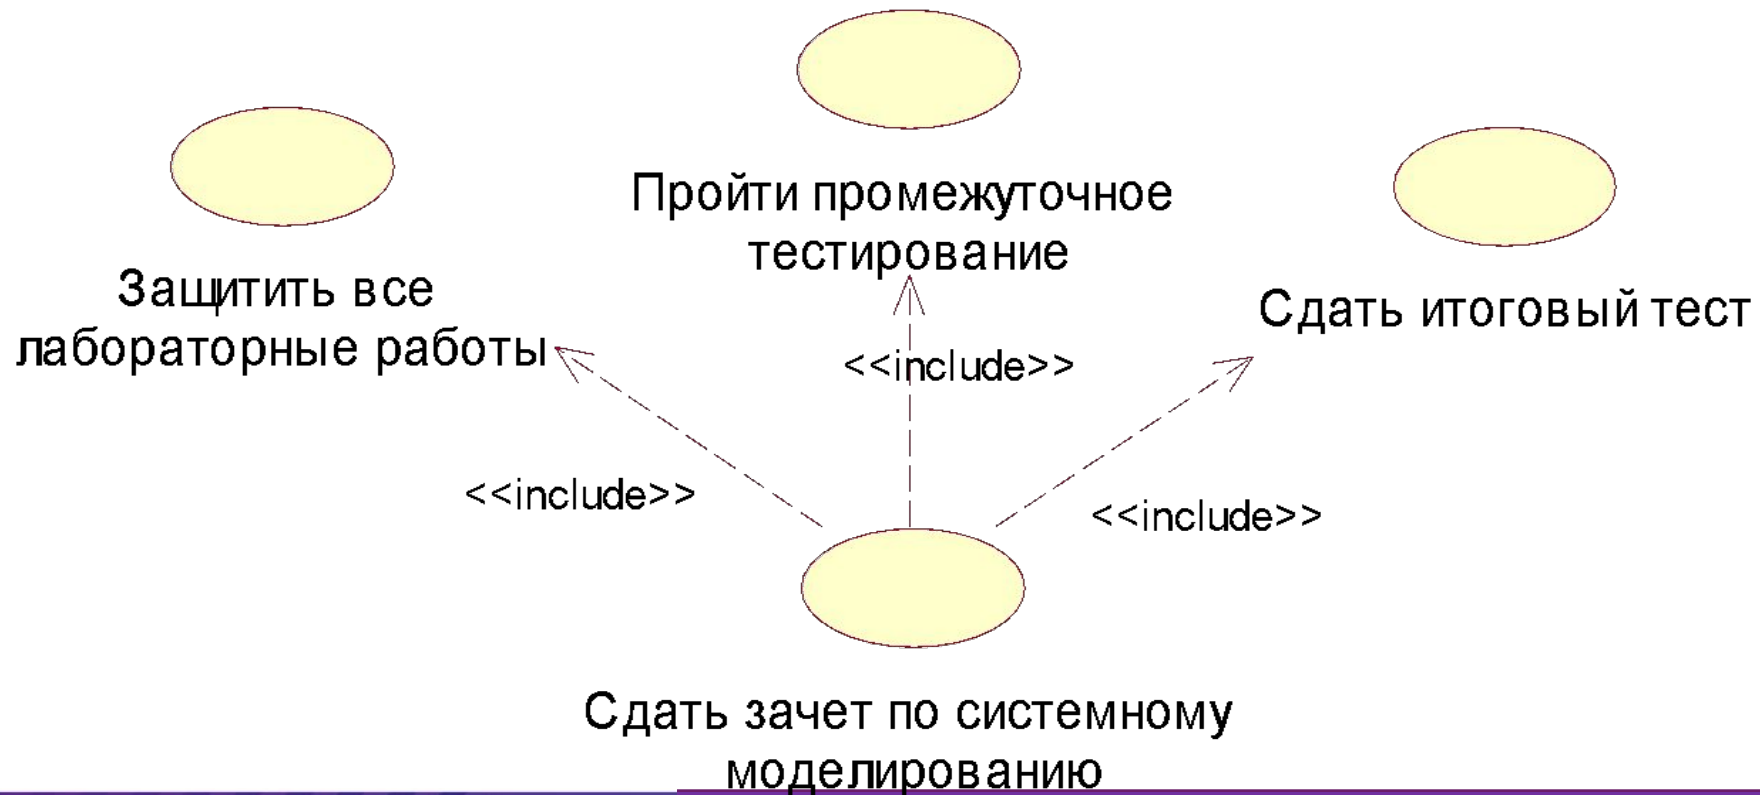 Пройти промежуточное
тестирование
Защитить все
лабораторные работы
Сдать итоговый тест
<<include>>
<<include>>
<<include>>
Сдать зачет по системному
моделированию